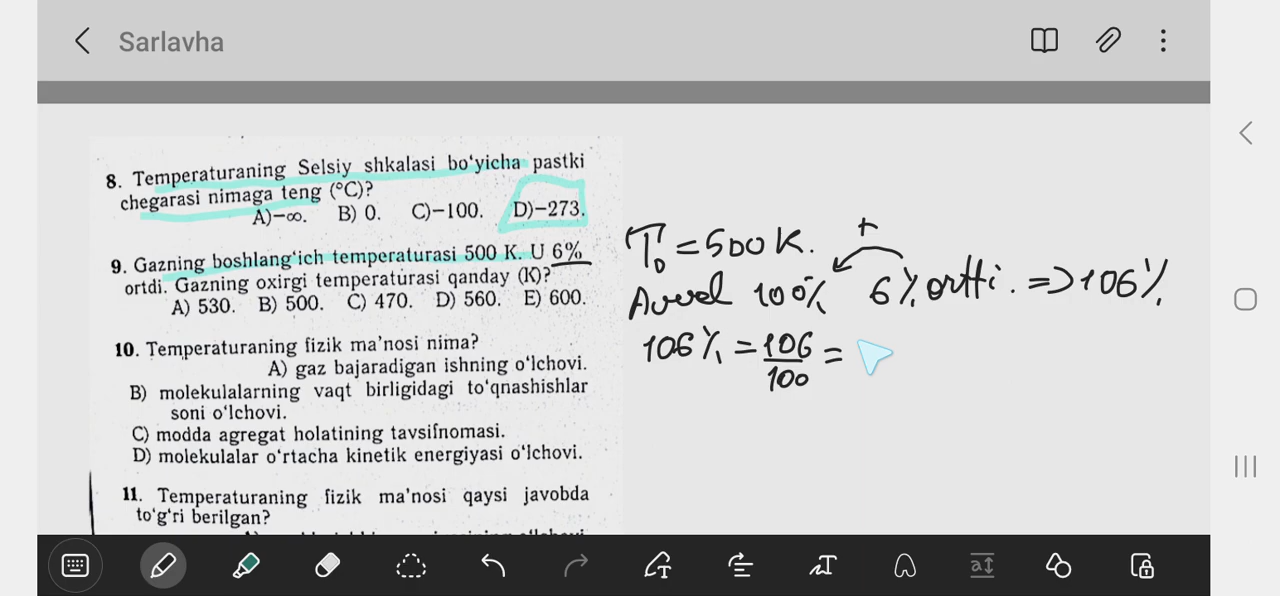 Sarlavha
8. Temperaturaning Selsiy shkalasi bo‘yicha pastki
chegarasi nimaga teng (°C)?
A)−∞. B) 0. C)−100. D)−273.
9. Gazning boshlang‘ich temperaturasi 500 K. U 6%
ortdi. Gazning oxirgi temperaturasi qanday (K)?
A) 530. B) 500. C) 470. D) 560. E) 600.
10. Temperaturaning fizik ma’nosi nima?
A) gaz bajaradigan ishning o‘lchovi.
B) molekulalarning vaqt birligidagi to‘qnashishlar
soni o‘lchovi.
C) modda agregat holatining tavsifnomasi.
D) molekulalar o‘rtacha kinetik energiyasi o‘lchovi.
11. Temperaturaning fizik ma’nosi qaysi javobda
to‘g‘ri berilgan?
T₀ = 500 K.
+
Avvel 100% 6% ortti. => 106%
106% = 106/100 =